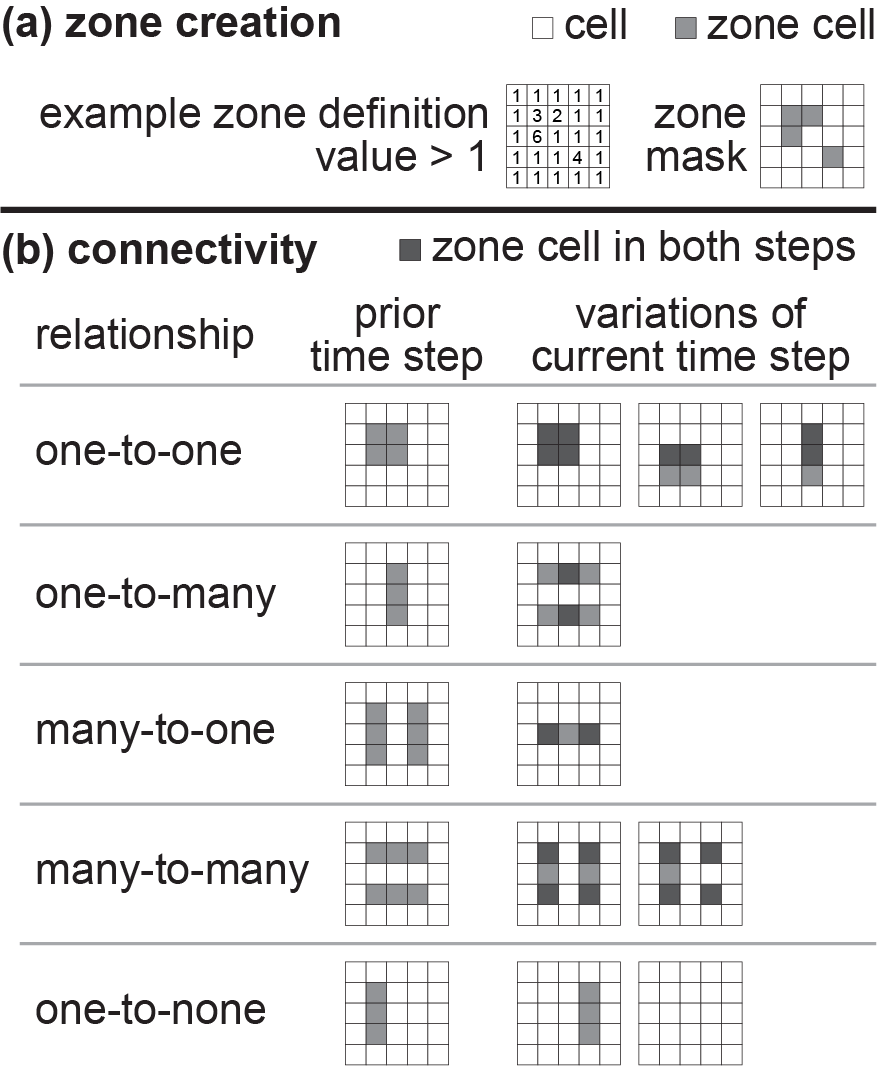 (a) zone creation
cell
zone cell
example zone definition
value > 1
1 1 1 1 1
1 3 2 1 1
1 6 1 1 1
1 1 1 4 1
1 1 1 1 1
zone
mask
(b) connectivity
zone cell in both steps
relationship
prior
time step
variations of
current time step
one-to-one
one-to-many
many-to-one
many-to-many
one-to-none